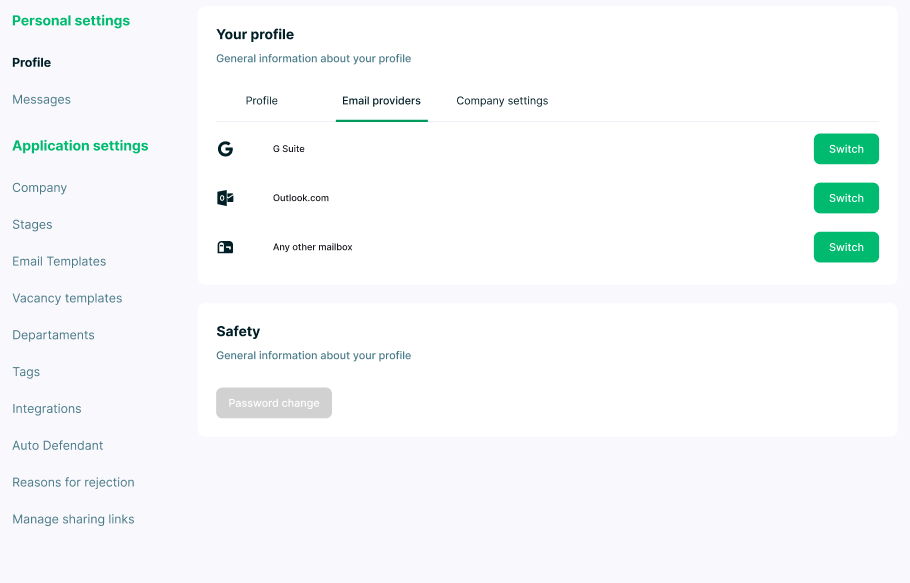 Personal settings
Profile
Messages
Application settings
Company
Stages
Email Templates
Vacancy templates
Departaments
Tags
Integrations
Auto Defendant
Reasons for rejection
Manage sharing links
Your profile
General information about your profile
Profile Email providers Company settings
G Suite Switch
Outlook.com Switch
Any other mailbox Switch
Safety
General information about your profile
Password change